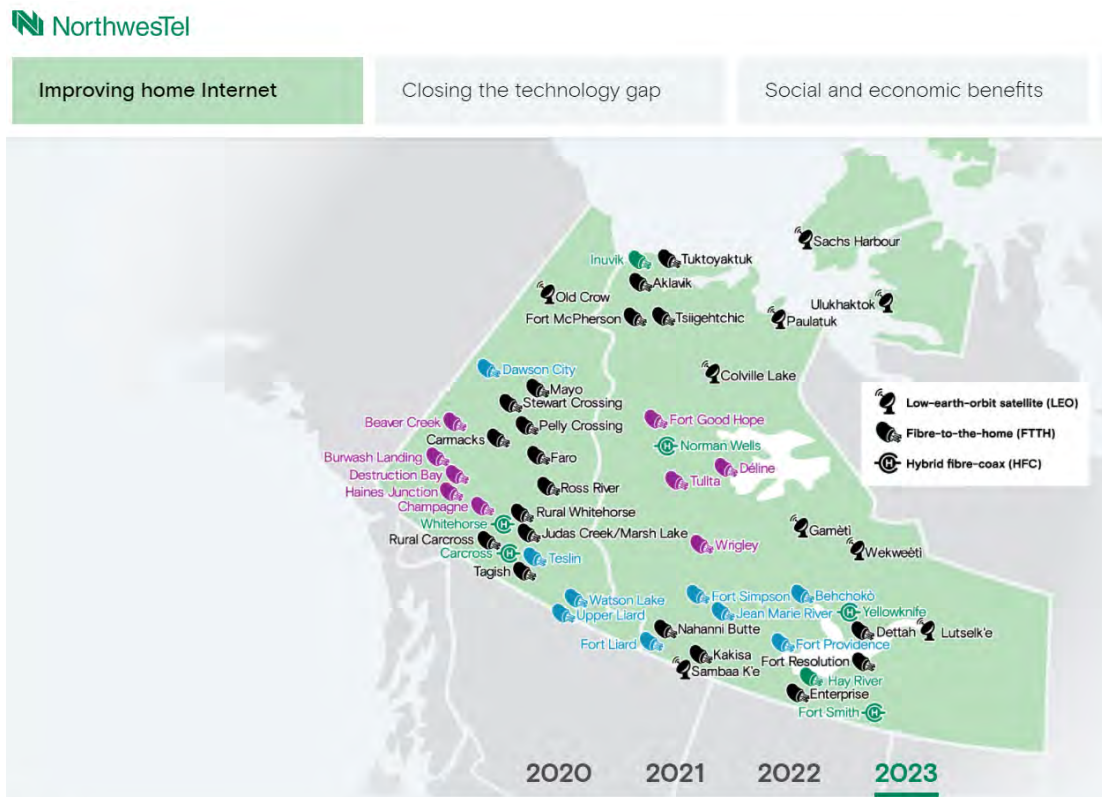 NorthwesTel
Improving home Internet
Closing the technology gap
Social and economic benefits
Sachs Harbour
Inuvik
Tuktoyaktuk
Aklavik
Old Crow
Ulukhaktok
Fort McPherson
Tsiigehtchic
Paulatuk
Dawson City
Colville Lake
Mayo
Stewart Crossing
Low-earth-orbit satellite (LEO)
Beaver Creek
Pelly Crossing
Fort Good Hope
Fibre-to-the-home (FTTH)
Carmacks
Norman Wells
Burwash Landing
Faro
Hybrid fibre-coax (HFC)
Destruction Bay
Déline
Tulita
Haines Junction
Ross River
Champagne
Rural Whitehorse
Whitehorse
Gamètì
Rural Carcross
Judas Creek/Marsh Lake
Carcross
Teslin
Wrigley
Wekweètì
Tagish
Watson Lake
Fort Simpson
Behchokò
Upper Liard
Jean Marie River
Yellowknife
Nahanni Butte
Dettah
Lutselk'e
Fort Liard
Fort Providence
Kakisa
Fort Resolution
Sambaa K'e
Hay River
Enterprise
Fort Smith
2020
2021
2022
2023